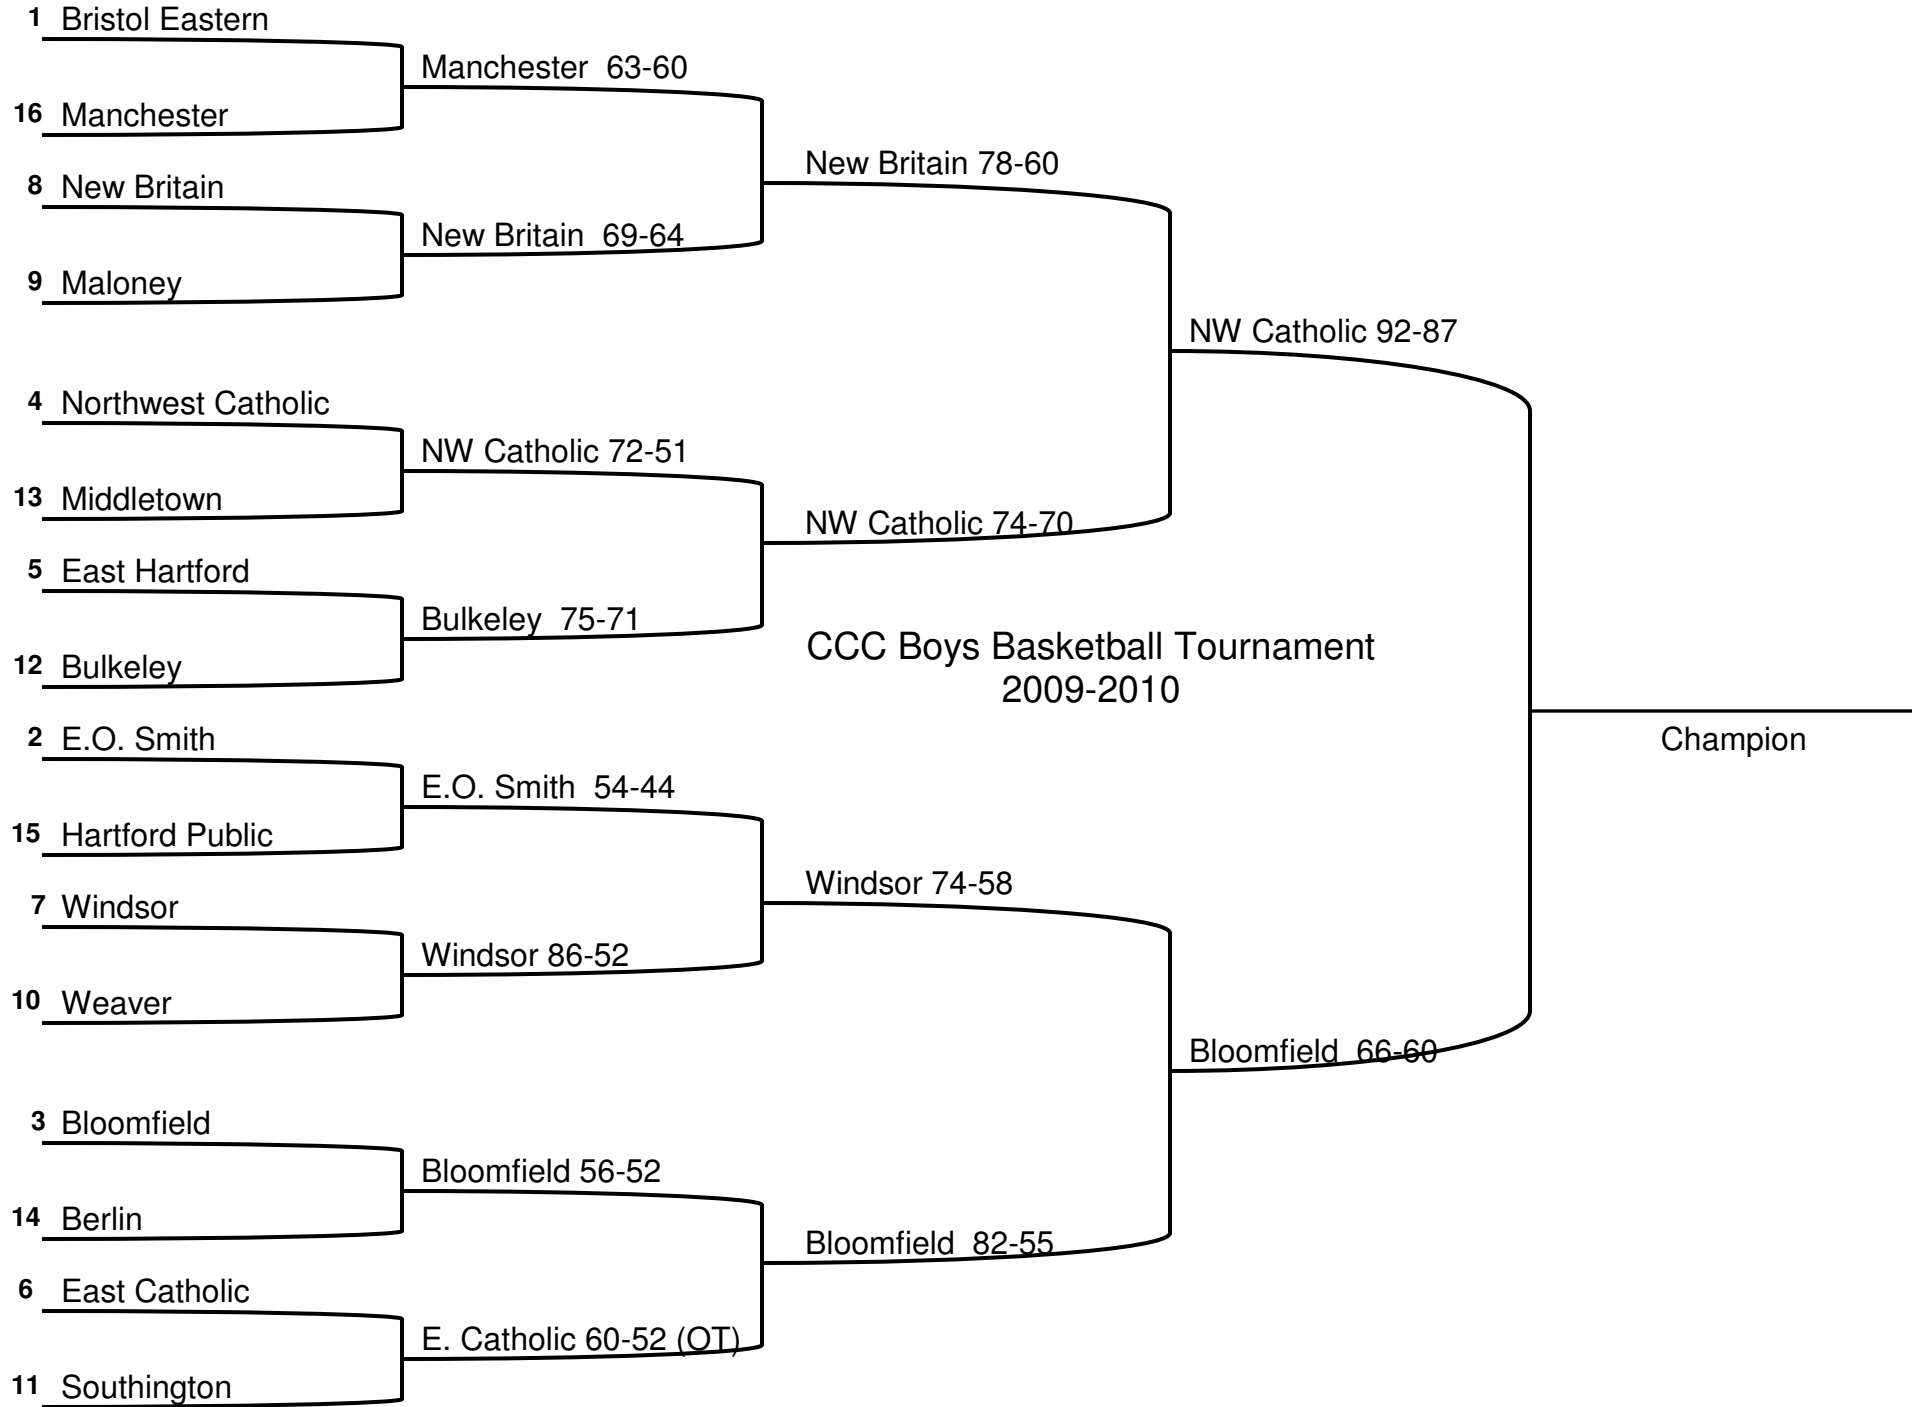 1 Bristol Eastern
Manchester 63-60
16 Manchester
New Britain 78-60
8 New Britain
New Britain 69-64
9 Maloney
NW Catholic 92-87
4 Northwest Catholic
NW Catholic 72-51
13 Middletown
NW Catholic 74-70
5 East Hartford
Bulkeley 75-71
12 Bulkeley
CCC Boys Basketball Tournament
2009-2010
2 E.O. Smith
Champion
E.O. Smith 54-44
15 Hartford Public
Windsor 74-58
7 Windsor
Windsor 86-52
10 Weaver
Bloomfield 66-60
3 Bloomfield
Bloomfield 56-52
14 Berlin
Bloomfield 82-55
6 East Catholic
E. Catholic 60-52 (OT)
11 Southington